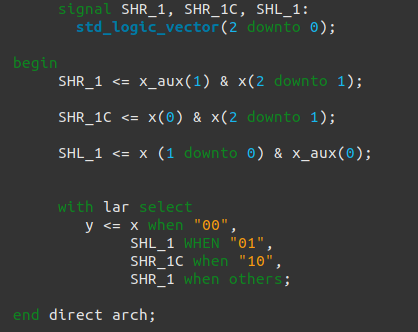 signal SHR_1, SHR_1C, SHL_1:
std_logic_vector(2 downto 0);
begin
SHR_1 <= x_aux(1) & x(2 downto 1);
SHR_1C <= x(0) & x(2 downto 1);
SHL_1 <= x (1 downto 0) & x_aux(0);
with lar select
y <= x when "00",
SHL_1 WHEN "01",
SHR_1C when "10",
SHR_1 when others;
end direct arch;